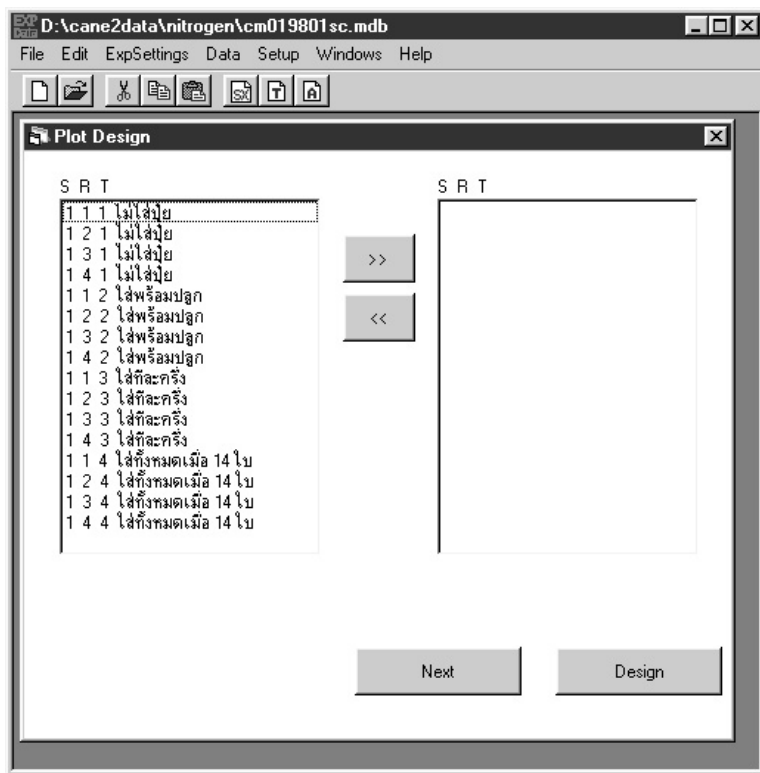 EXP Data D:\cane2data\nitrogen\cm019801sc.mdb
File Edit ExpSettings Data Setup Windows Help
SX T A
Plot Design
S R T
1 1 1 ไม่ใส่ปุ๋ย
1 2 1 ไม่ใส่ปุ๋ย
1 3 1 ไม่ใส่ปุ๋ย
1 4 1 ไม่ใส่ปุ๋ย
1 1 2 ใส่พร้อมปลูก
1 2 2 ใส่พร้อมปลูก
1 3 2 ใส่พร้อมปลูก
1 4 2 ใส่พร้อมปลูก
1 1 3 ใส่ทีละครึ่ง
1 2 3 ใส่ทีละครึ่ง
1 3 3 ใส่ทีละครึ่ง
1 4 3 ใส่ทีละครึ่ง
1 1 4 ใส่ทั้งหมดเมื่อ 14 ใบ
1 2 4 ใส่ทั้งหมดเมื่อ 14 ใบ
1 3 4 ใส่ทั้งหมดเมื่อ 14 ใบ
1 4 4 ใส่ทั้งหมดเมื่อ 14 ใบ
>>
<<
S R T
Next
Design